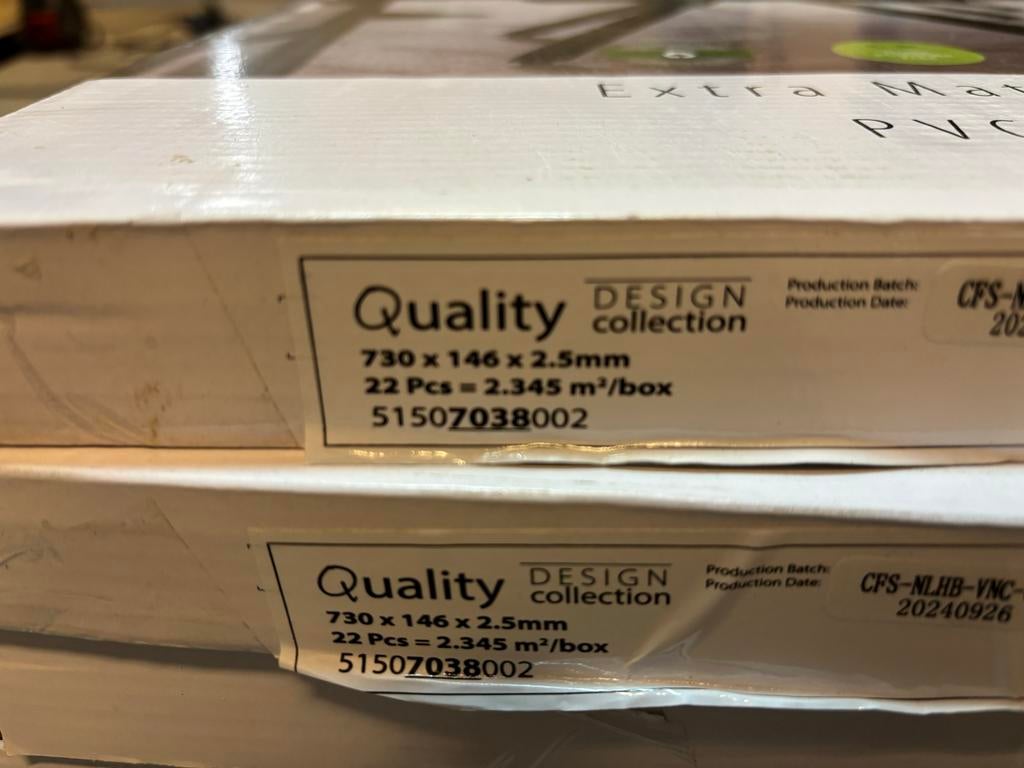 Extra Mat
PVC
Quality DESIGN collection
Production Batch: CFS-N
Production Date: 202
730 x 146 x 2.5mm
22 Pcs = 2.345 m²/box
51507038002
Quality DESIGN collection
Production Batch: CFS-NLHB-VNC-
Production Date: 20240926
730 x 146 x 2.5mm
22 Pcs = 2.345 m²/box
51507038002